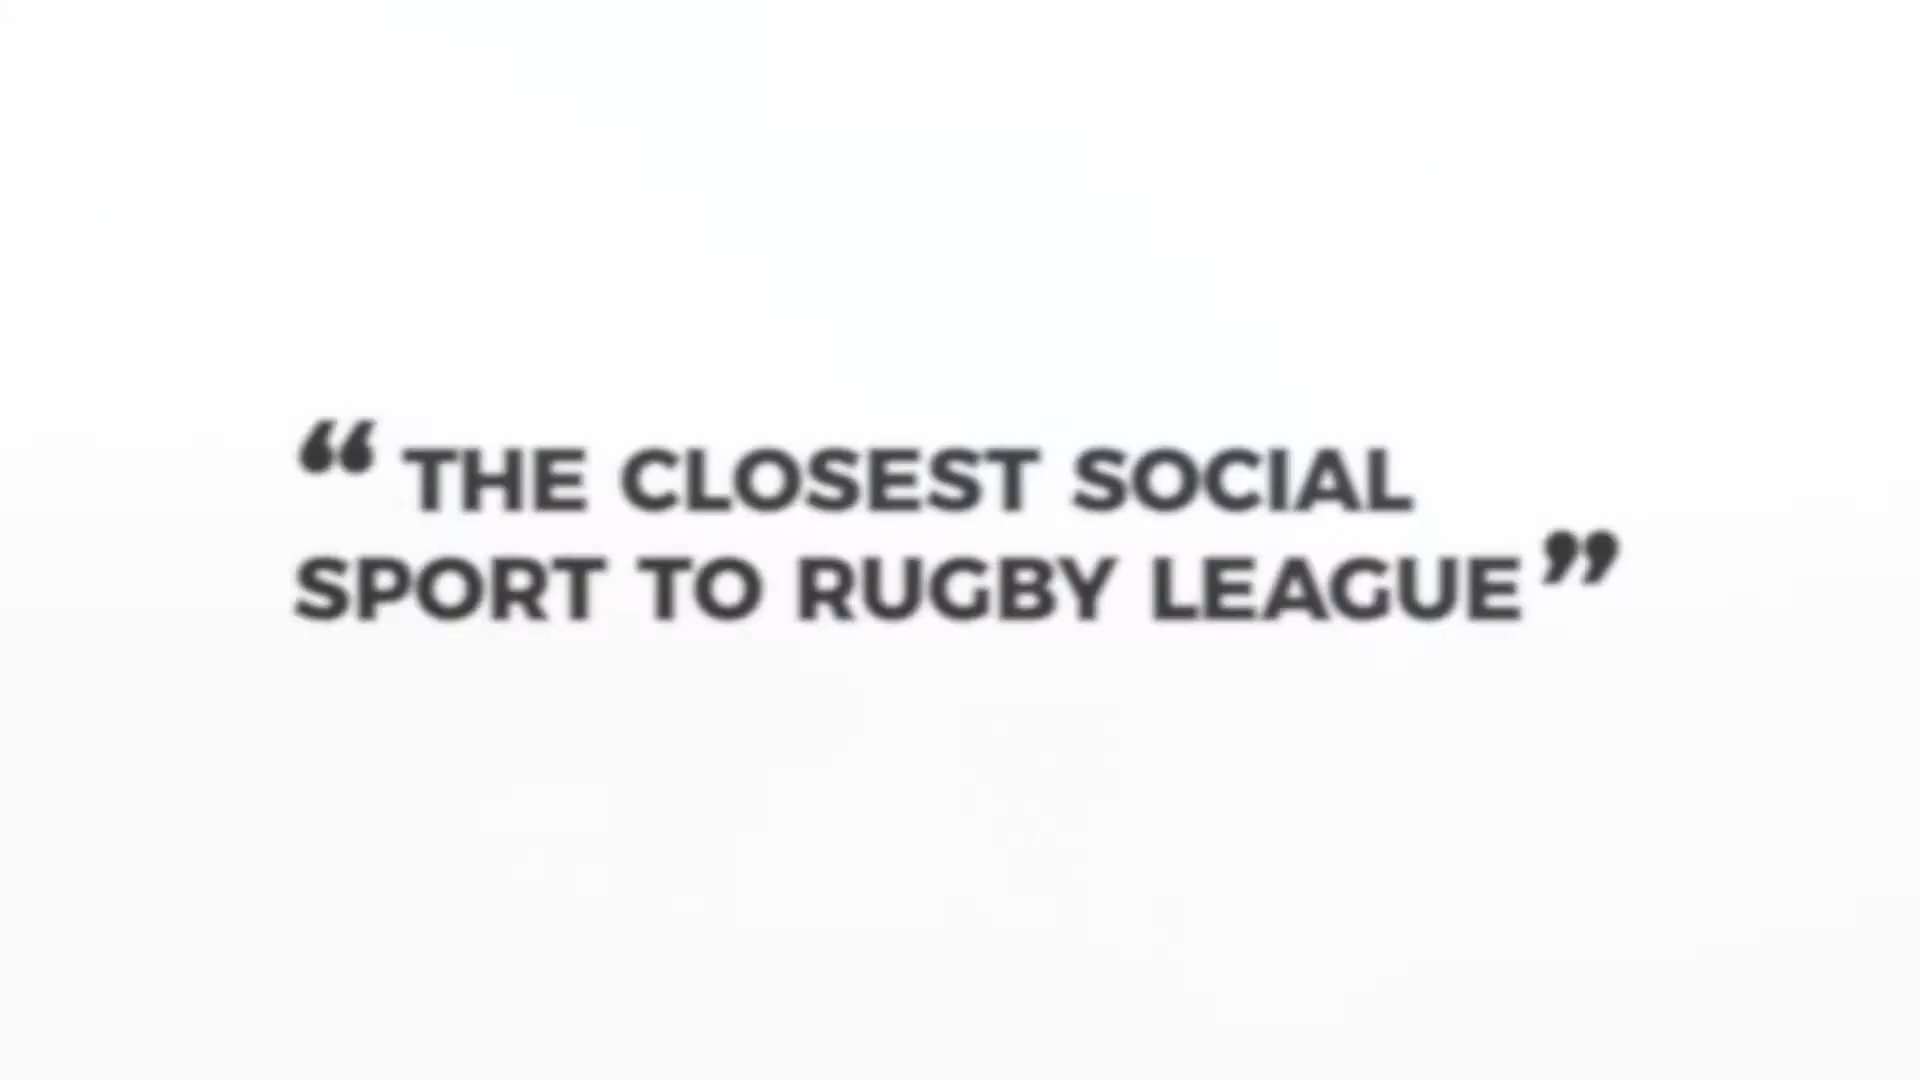 “ THE CLOSEST SOCIAL
SPORT TO RUGBY LEAGUE ”